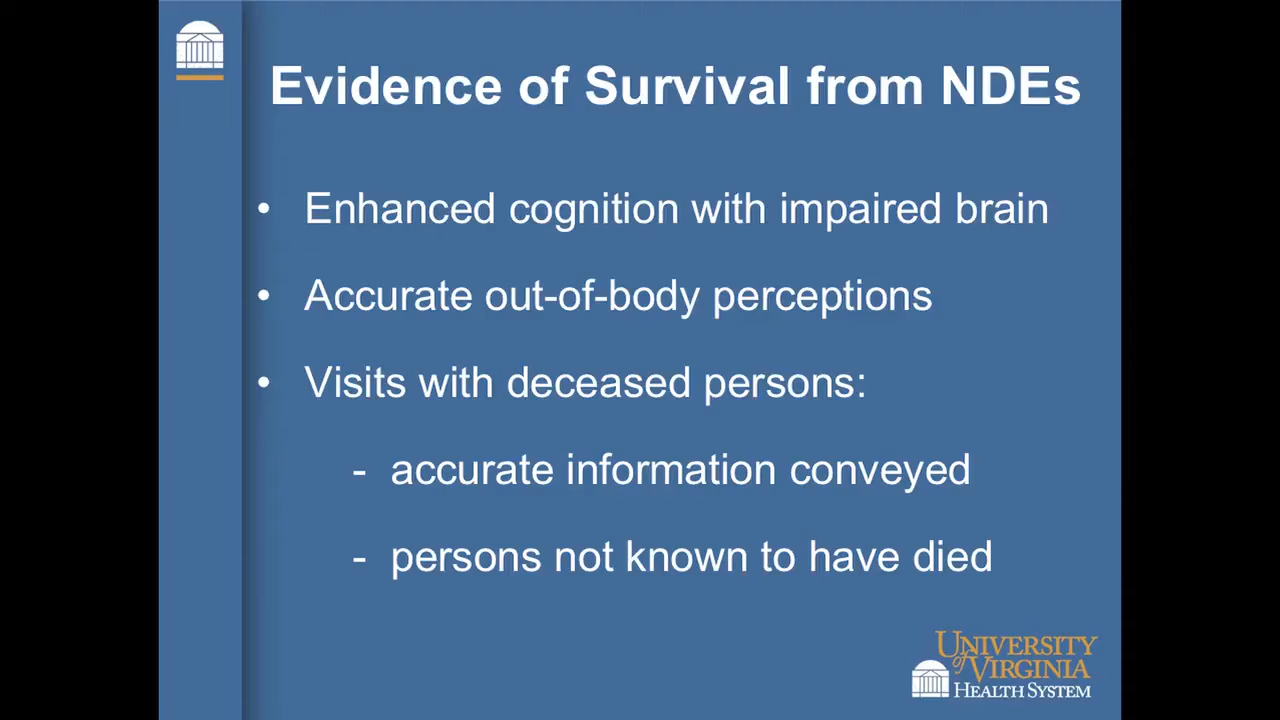 Evidence of Survival from NDEs
• Enhanced cognition with impaired brain
• Accurate out-of-body perceptions
• Visits with deceased persons:
- accurate information conveyed
- persons not known to have died
UNIVERSITY
of VIRGINIA
HEALTH SYSTEM